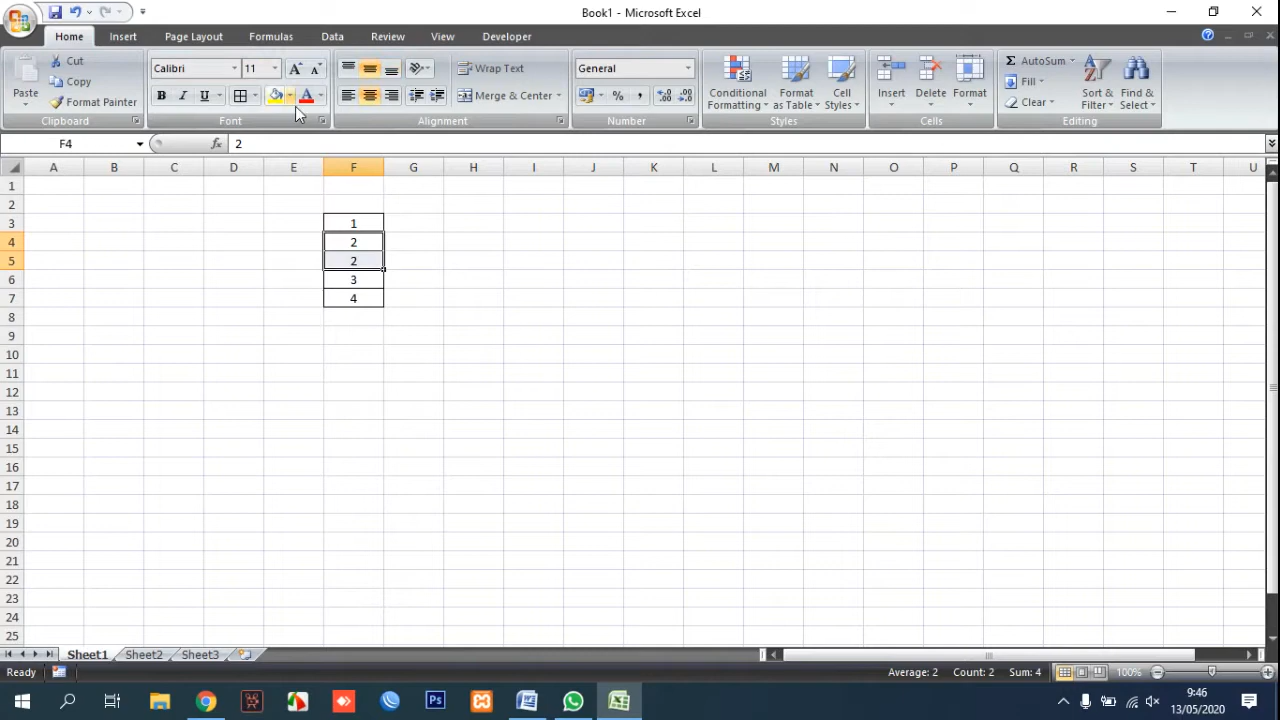 Book1 - Microsoft Excel
Home Insert Page Layout Formulas Data Review View Developer
Paste
Cut
Copy
Format Painter
Clipboard
Calibri 11
B I U A
Font
Wrap Text
Merge & Center
Alignment
General
% ,
Number
Conditional Formatting
Format as Table
Cell Styles
Styles
Insert
Delete
Format
Cells
Σ AutoSum
Fill
Clear
Sort & Filter
Find & Select
Editing
F4 fx 2
A B C D E F G H I J K L M N O P Q R S T U
1
2
3 1
4 2
5 2
6 3
7 4
8
9
10
11
12
13
14
15
16
17
18
19
20
21
22
23
24
25
Sheet1 Sheet2 Sheet3
Ready Average: 2 Count: 2 Sum: 4 100%
Ps
9:46
13/05/2020